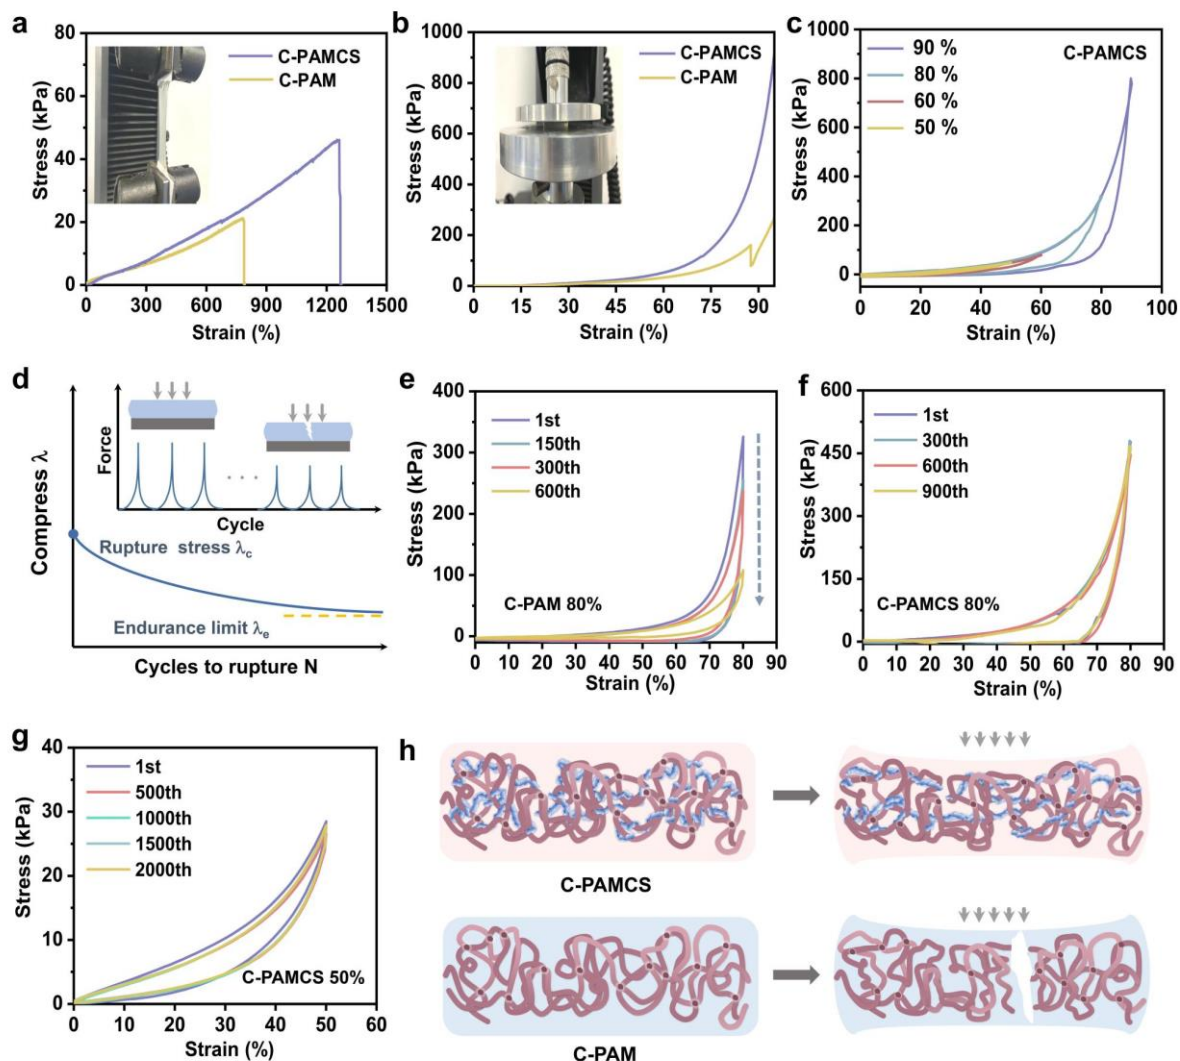 a
80
60
40
20
0
Stress (kPa)
C-PAMCS
C-PAM
0 300 600 900 1200 1500
Strain (%)
b
1000
800
600
400
200
0
Stress (kPa)
C-PAMCS
C-PAM
0 15 30 45 60 75 90
Strain (%)
c
1000
800
600
400
200
0
Stress (kPa)
90 %
80 %
60 %
50 %
C-PAMCS
0 20 40 60 80 100
Strain (%)
d
Compress λ
Force
Cycle
Rupture stress λc
Endurance limit λe
Cycles to rupture N
e
400
300
200
100
0
Stress (kPa)
1st
150th
300th
600th
C-PAM 80%
0 10 20 30 40 50 60 70 80 90
Strain (%)
f
600
450
300
150
0
Stress (kPa)
1st
300th
600th
900th
C-PAMCS 80%
0 10 20 30 40 50 60 70 80 90
Strain (%)
g
40
30
20
10
0
Stress (kPa)
1st
500th
1000th
1500th
2000th
C-PAMCS 50%
0 10 20 30 40 50 60
Strain (%)
h
C-PAMCS
C-PAM